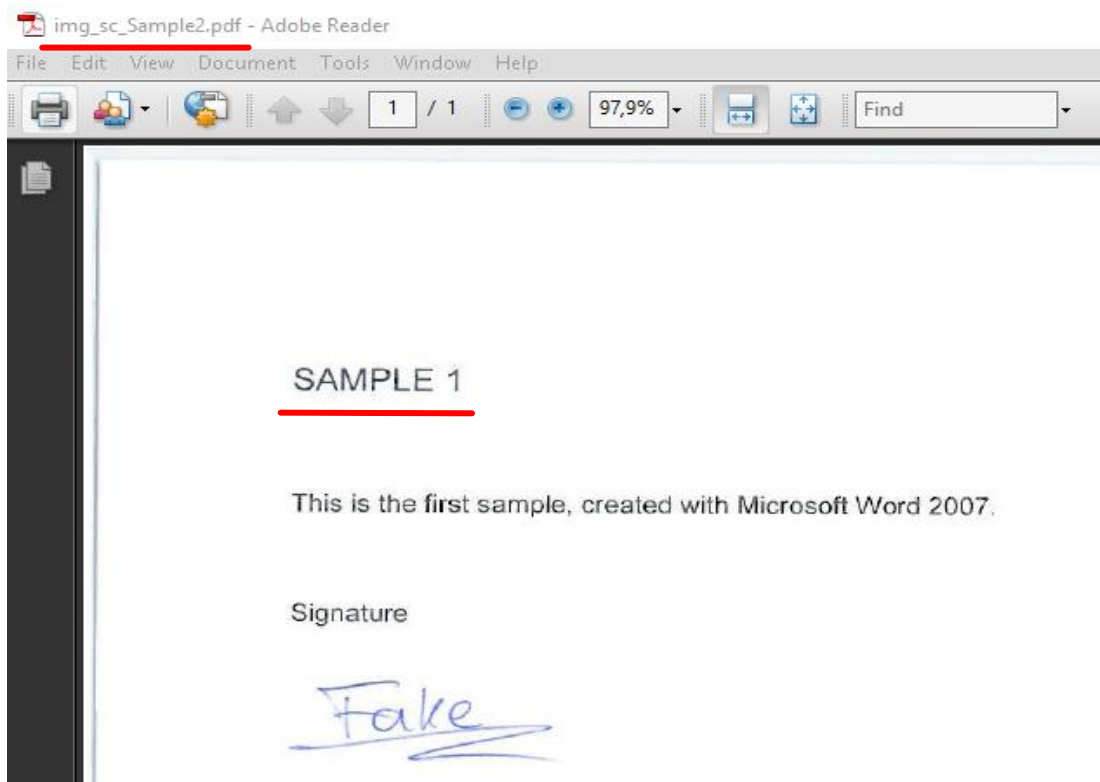 img_sc_Sample2.pdf - Adobe Reader
File Edit View Document Tools Window Help
1 / 1 97,9% Find
SAMPLE 1
This is the first sample, created with Microsoft Word 2007.
Signature
Fake